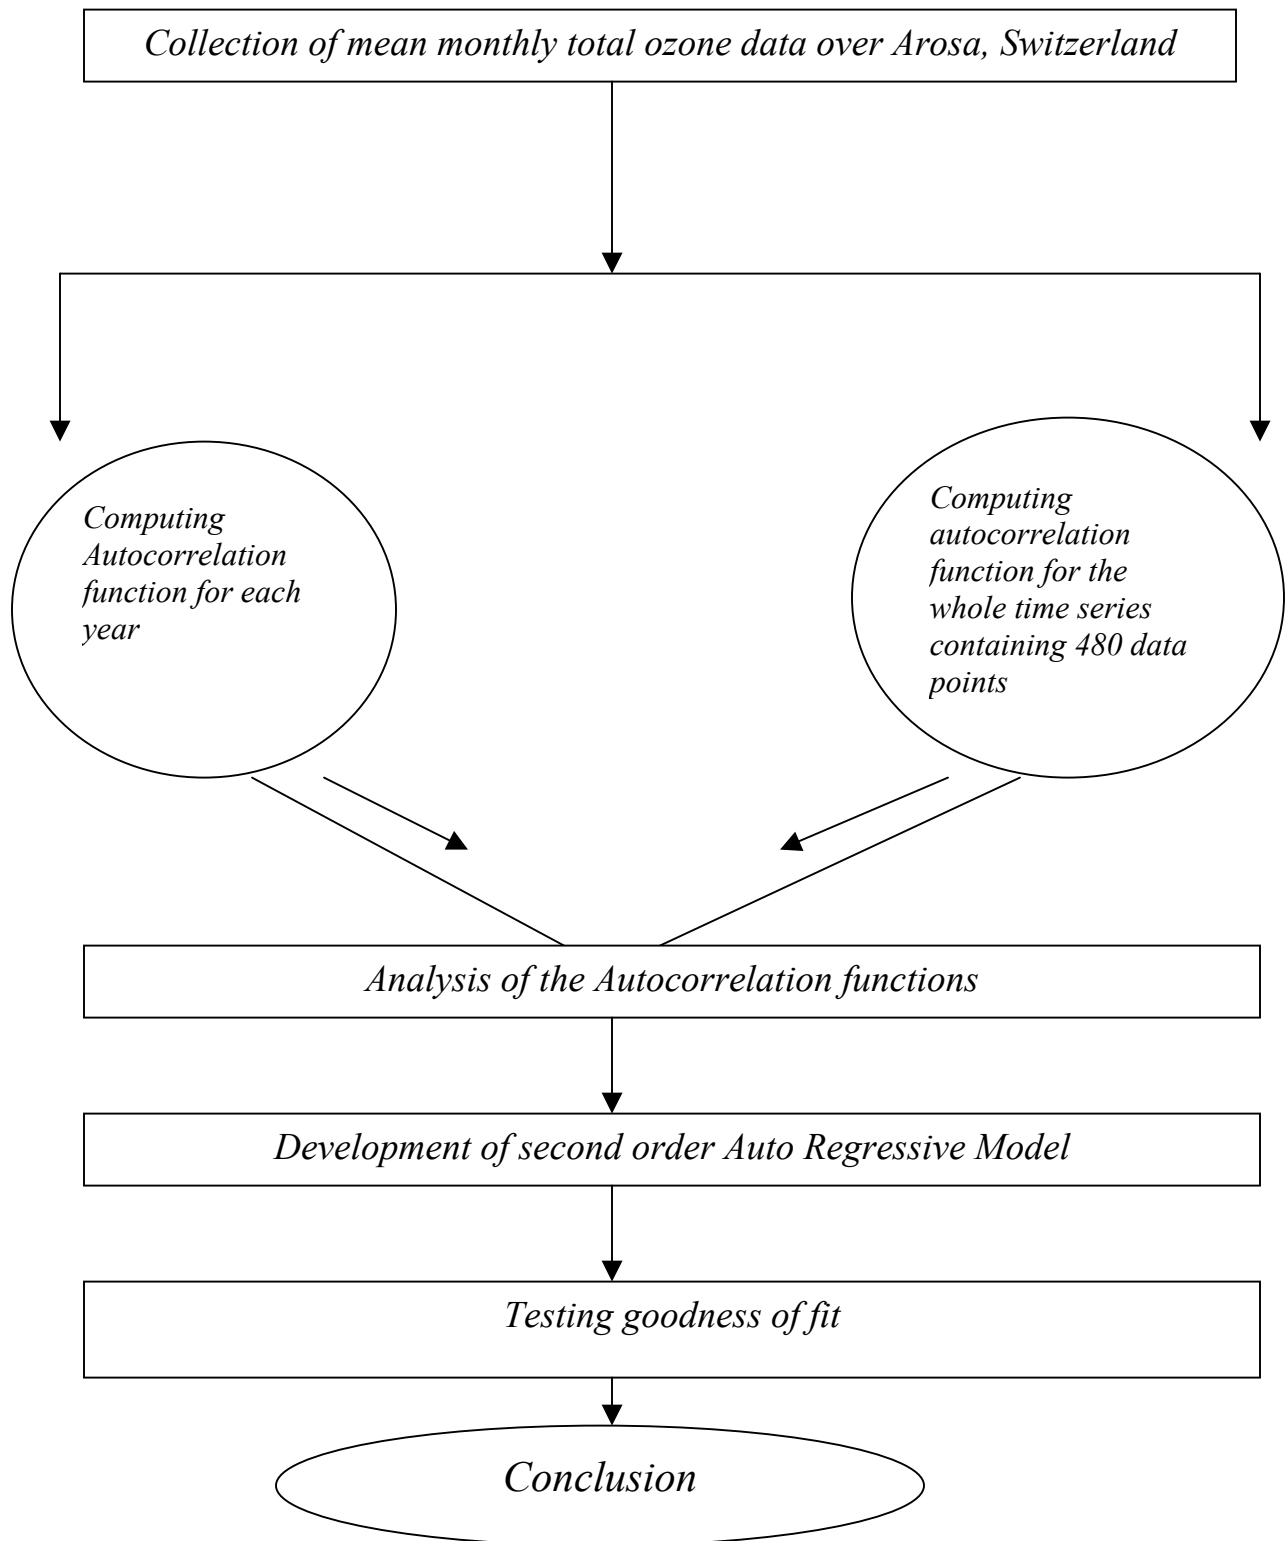 Collection of mean monthly total ozone data over Arosa, Switzerland
Computing
Autocorrelation
function for each
year
Computing
autocorrelation
function for the
whole time series
containing 480 data
points
Analysis of the Autocorrelation functions
Development of second order Auto Regressive Model
Testing goodness of fit
Conclusion